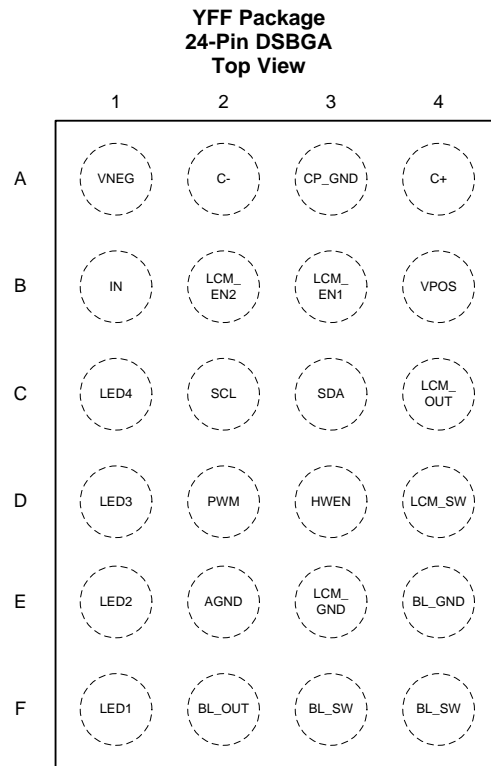 YFF Package
24-Pin DSBGA
Top View
1 2 3 4
A VNEG C- CP_GND C+
B IN LCM_
EN2 LCM_
EN1 VPOS
C LED4 SCL SDA LCM_
OUT
D LED3 PWM HWEN LCM_SW
E LED2 AGND LCM_
GND BL_GND
F LED1 BL_OUT BL_SW BL_SW